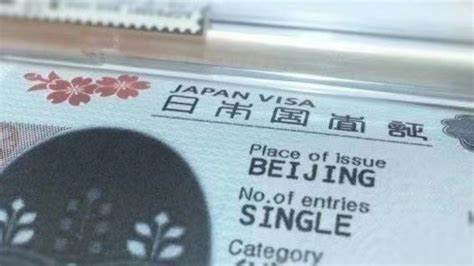 JAPAN VISA
日本国査証
Place of issue
BEIJING
No.of entries
SINGLE
Category